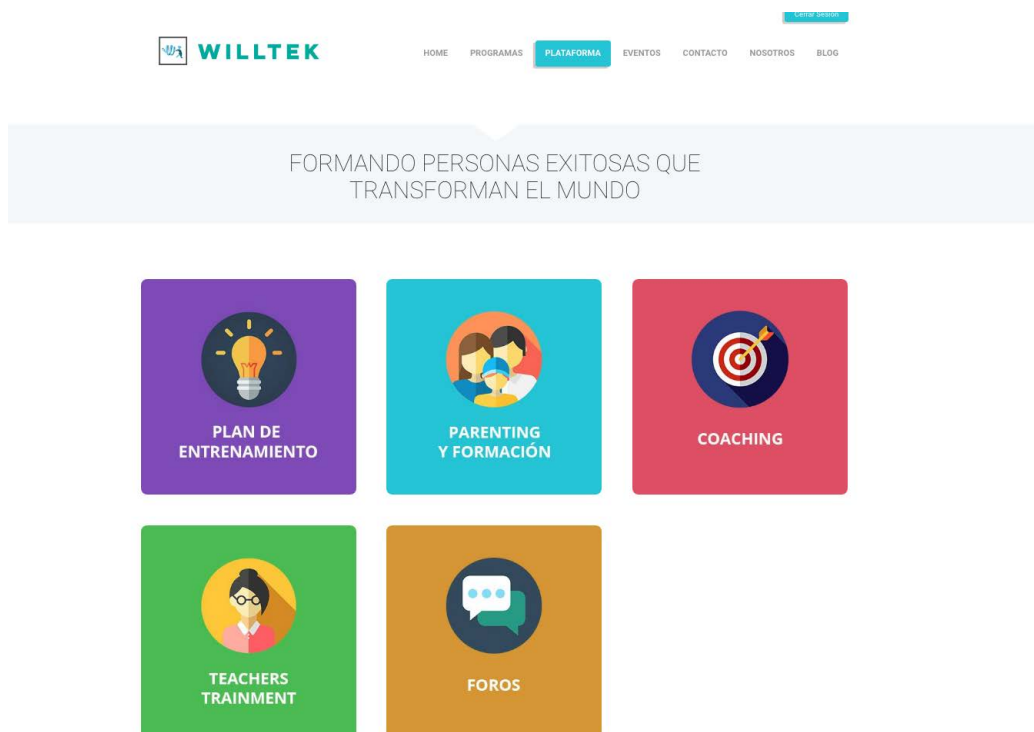 Cerrar Sesión
WILLTEK
HOME PROGRAMAS PLATAFORMA EVENTOS CONTACTO NOSOTROS BLOG
FORMANDO PERSONAS EXITOSAS QUE
TRANSFORMAN EL MUNDO
PLAN DE
ENTRENAMIENTO
PARENTING
Y FORMACIÓN
COACHING
TEACHERS
TRAINMENT
FOROS